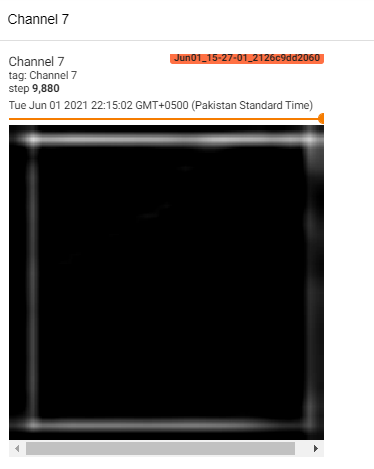 Channel 7
Channel 7
Jun01_15-27-01_2126c9dd2060
tag: Channel 7
step 9,880
Tue Jun 01 2021 22:15:02 GMT+0500 (Pakistan Standard Time)